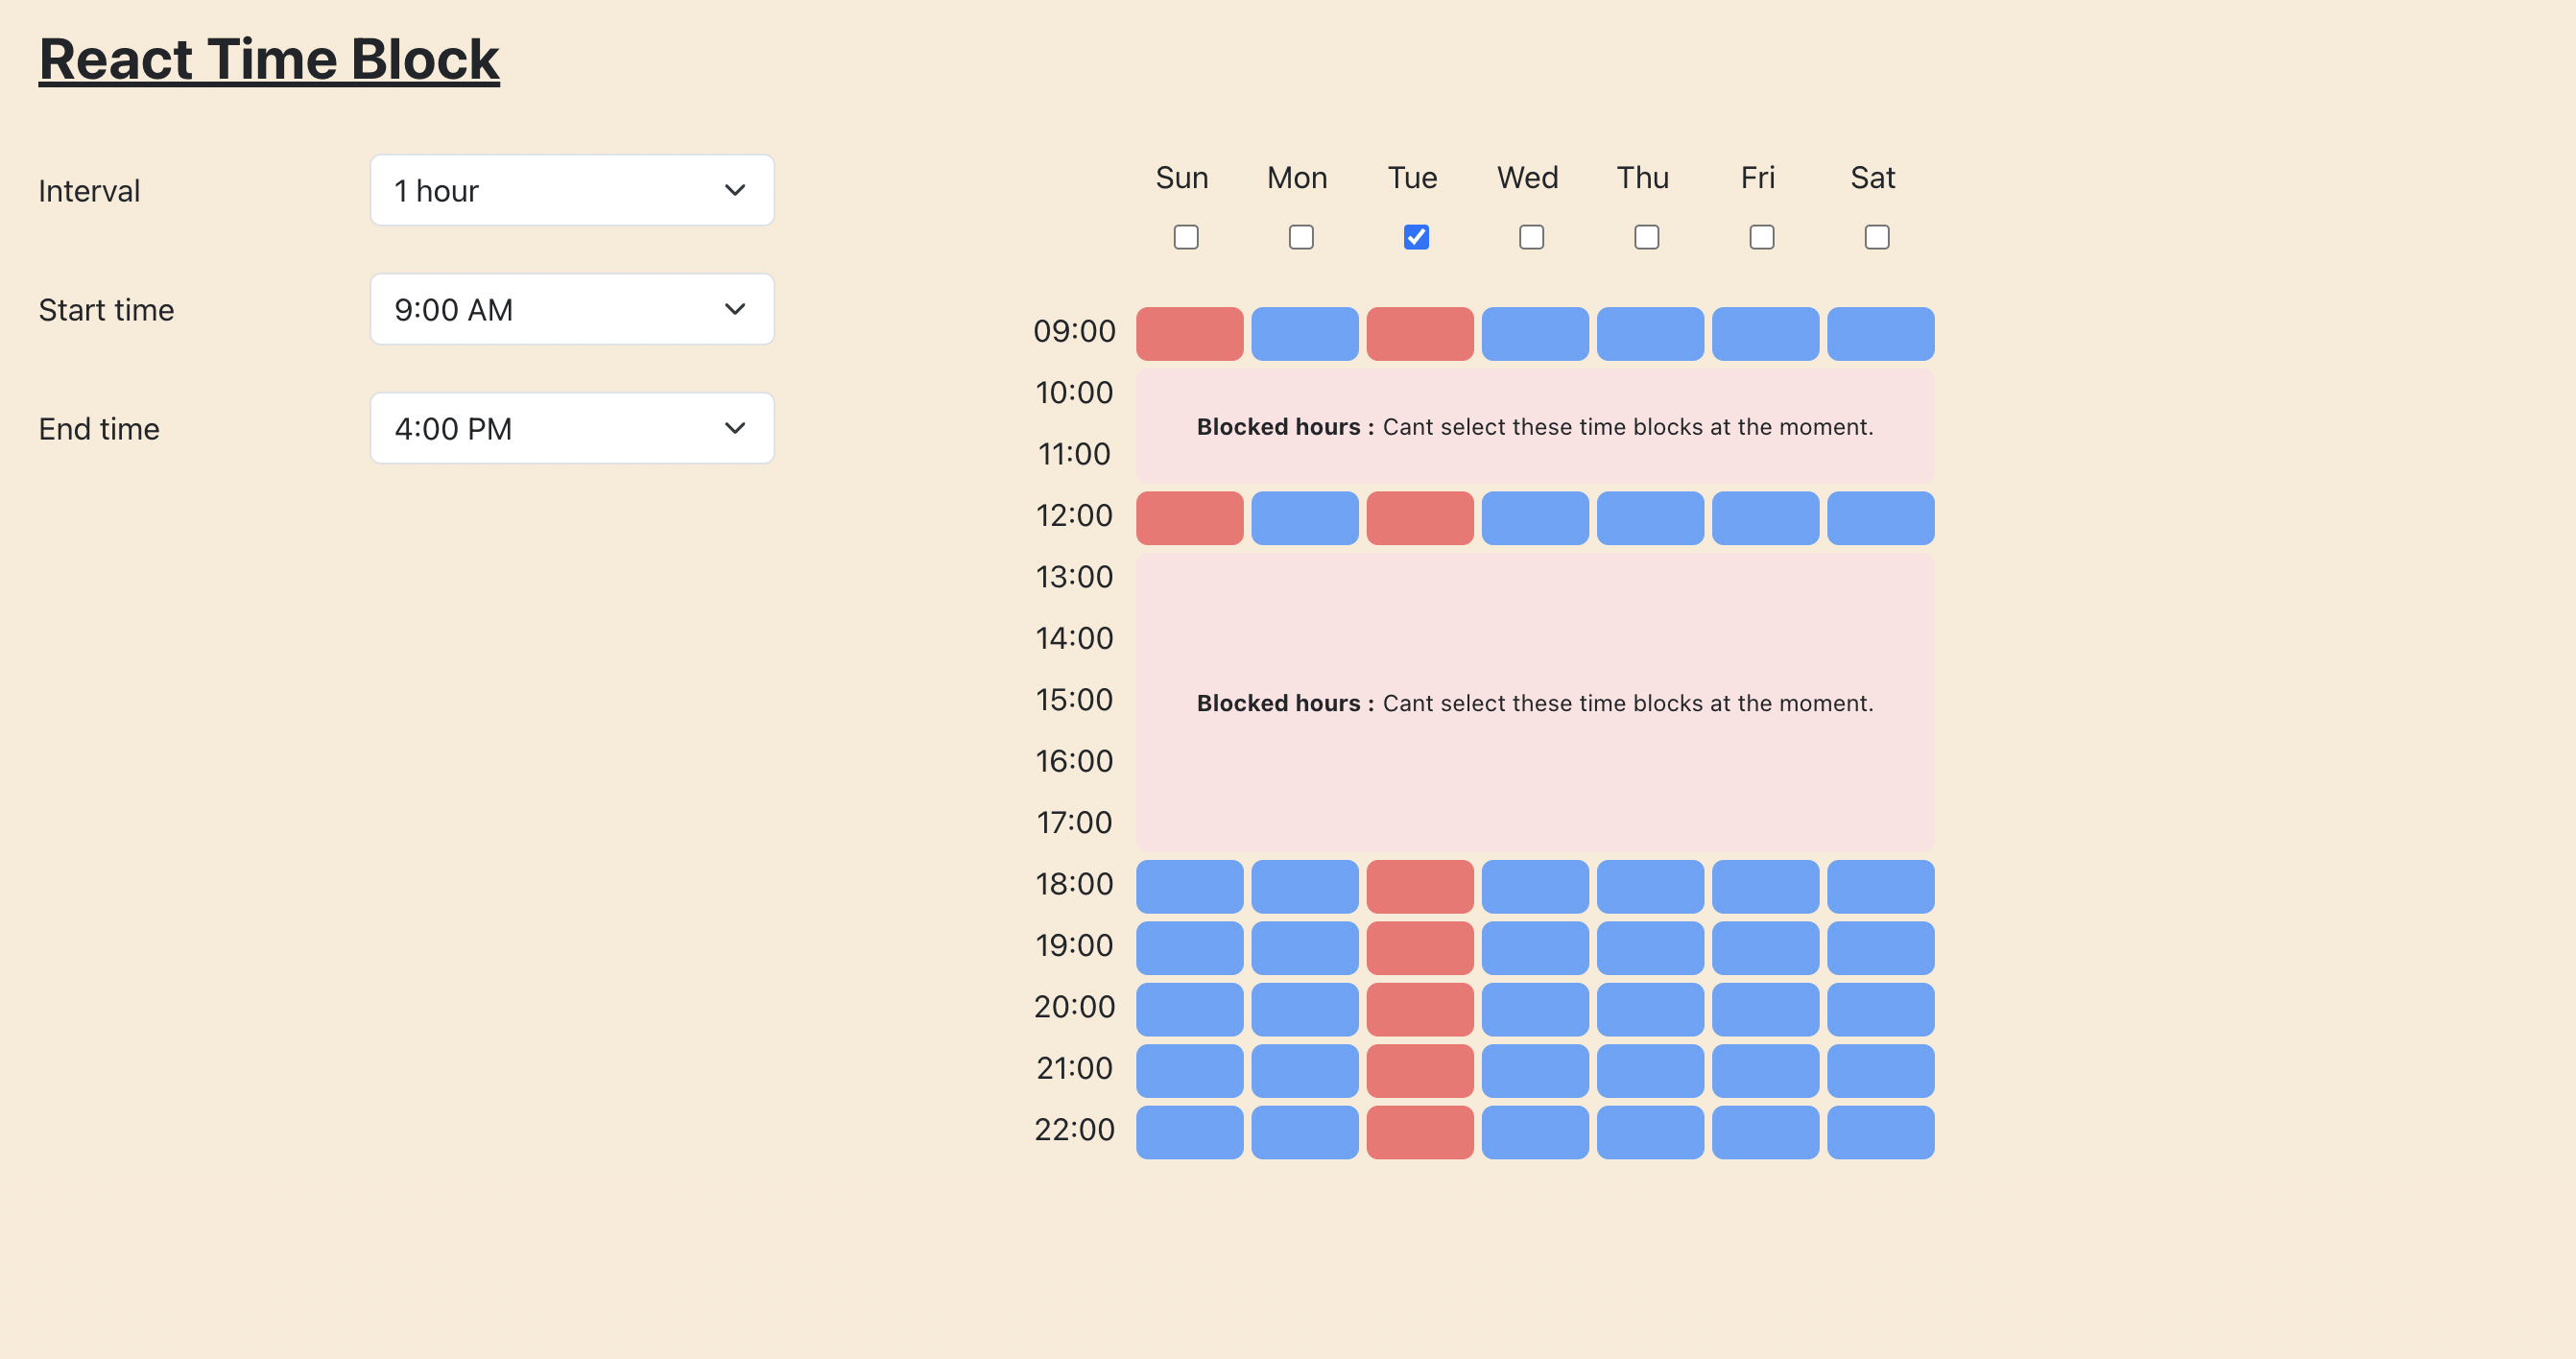 React Time Block
Interval
1 hour
Start time
9:00 AM
End time
4:00 PM
Sun Mon Tue Wed Thu Fri Sat
09:00
10:00
Blocked hours : Cant select these time blocks at the moment.
11:00
12:00
13:00
14:00
15:00
Blocked hours : Cant select these time blocks at the moment.
16:00
17:00
18:00
19:00
20:00
21:00
22:00